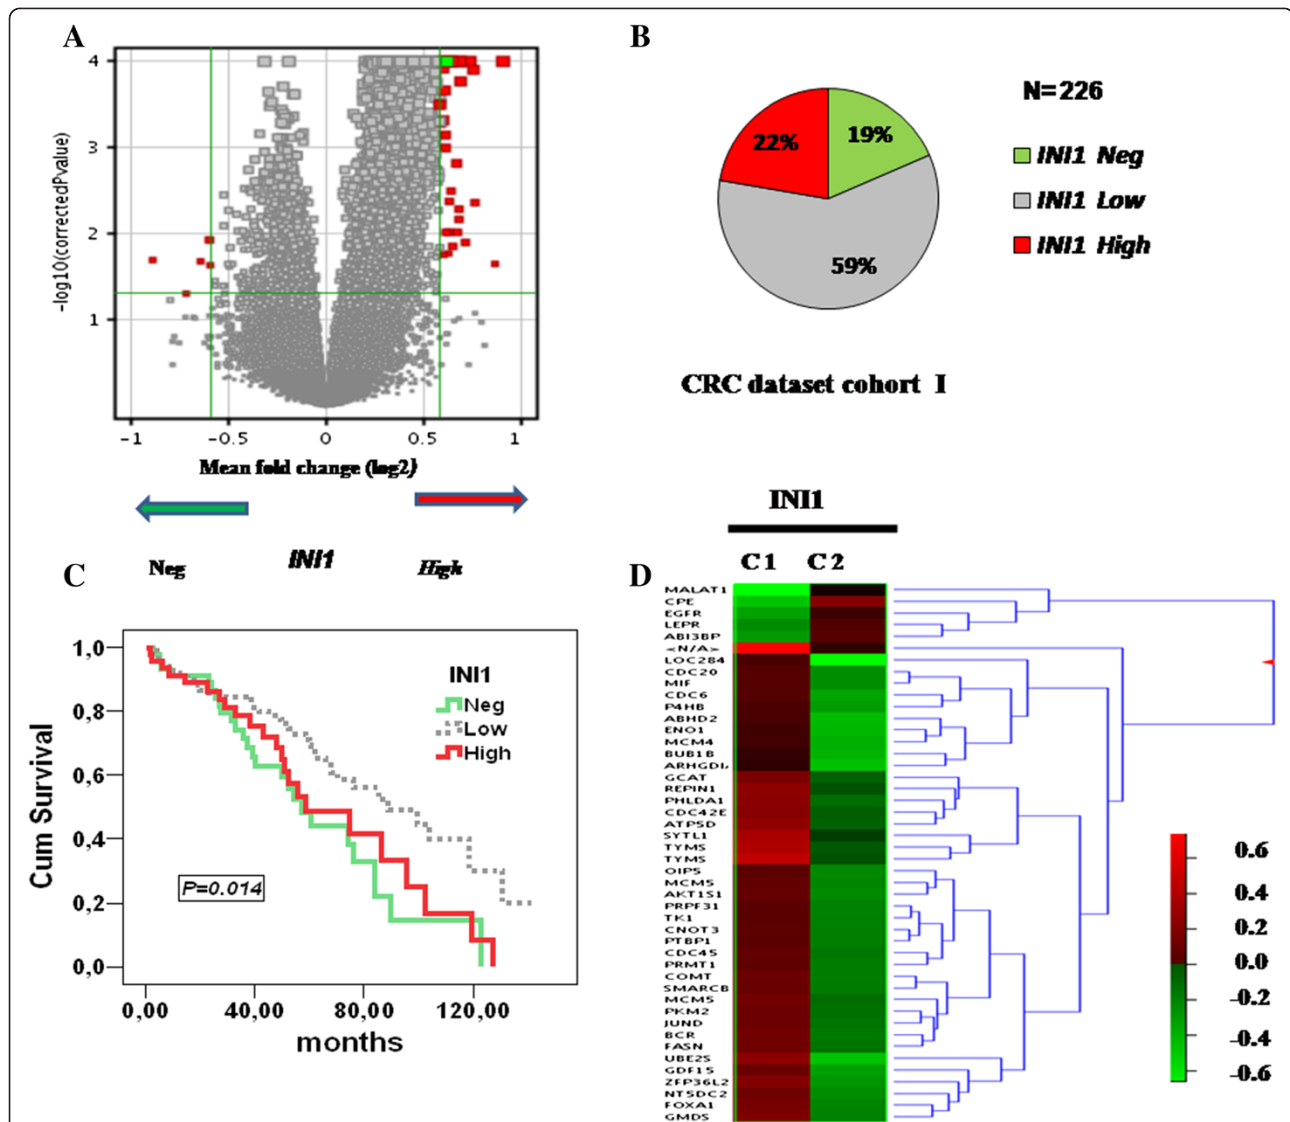 A
4
3
2
1
-log10(correctedPvalue)
-1 -0.5 0 0.5 1
Mean fold change (log2)
Neg INI1 High
B
N=226
19%
22%
59%
INI1 Neg
INI1 Low
INI1 High
CRC dataset cohort I
C
1,0
0,8
0,6
0,4
0,2
0,0
Cum Survival
INI1
Neg
Low
High
P=0.014
0,00 40,00 80,00 120,00
months
D
INI1
C1 C2
MALAT1
CPE
EGFR
LEPR
ABI3BP
<N/A>
LOC284
CDC20
MIF
CDC6
P4HB
ABHD2
ENO1
MCM4
BUB1B
ARHGDI
GCAT
REPIN1
PHLDA1
CDC42E
ATP5D
SYTL1
TYMS
TYMS
OIP5
MCM5
AKT1S1
PRPF31
TK1
CNOT3
PTBP1
CDC45
PRMT1
COMT
SMARCB
MCM5
PKM2
JUND
BCR
FASN
UBE2S
GDF15
ZFP36L2
NT5DC2
FOXA1
GMDS
0.6
0.4
0.2
0.0
-0.2
-0.4
-0.6